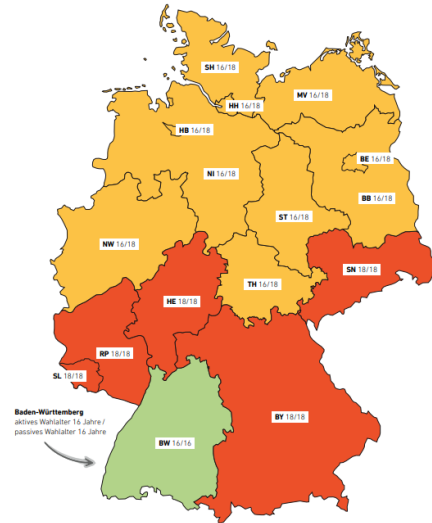 SH 16/18
MV 16/18
HH 16/18
HB 16/18
BE 16/18
NI 16/18
BB 16/18
ST 16/18
NW 16/18
SN 18/18
TH 16/18
HE 18/18
RP 18/18
SL 18/18
Baden-Württemberg
aktives Wahlalter 16 Jahre /
passives Wahlalter 16 Jahre
BY 18/18
BW 16/16